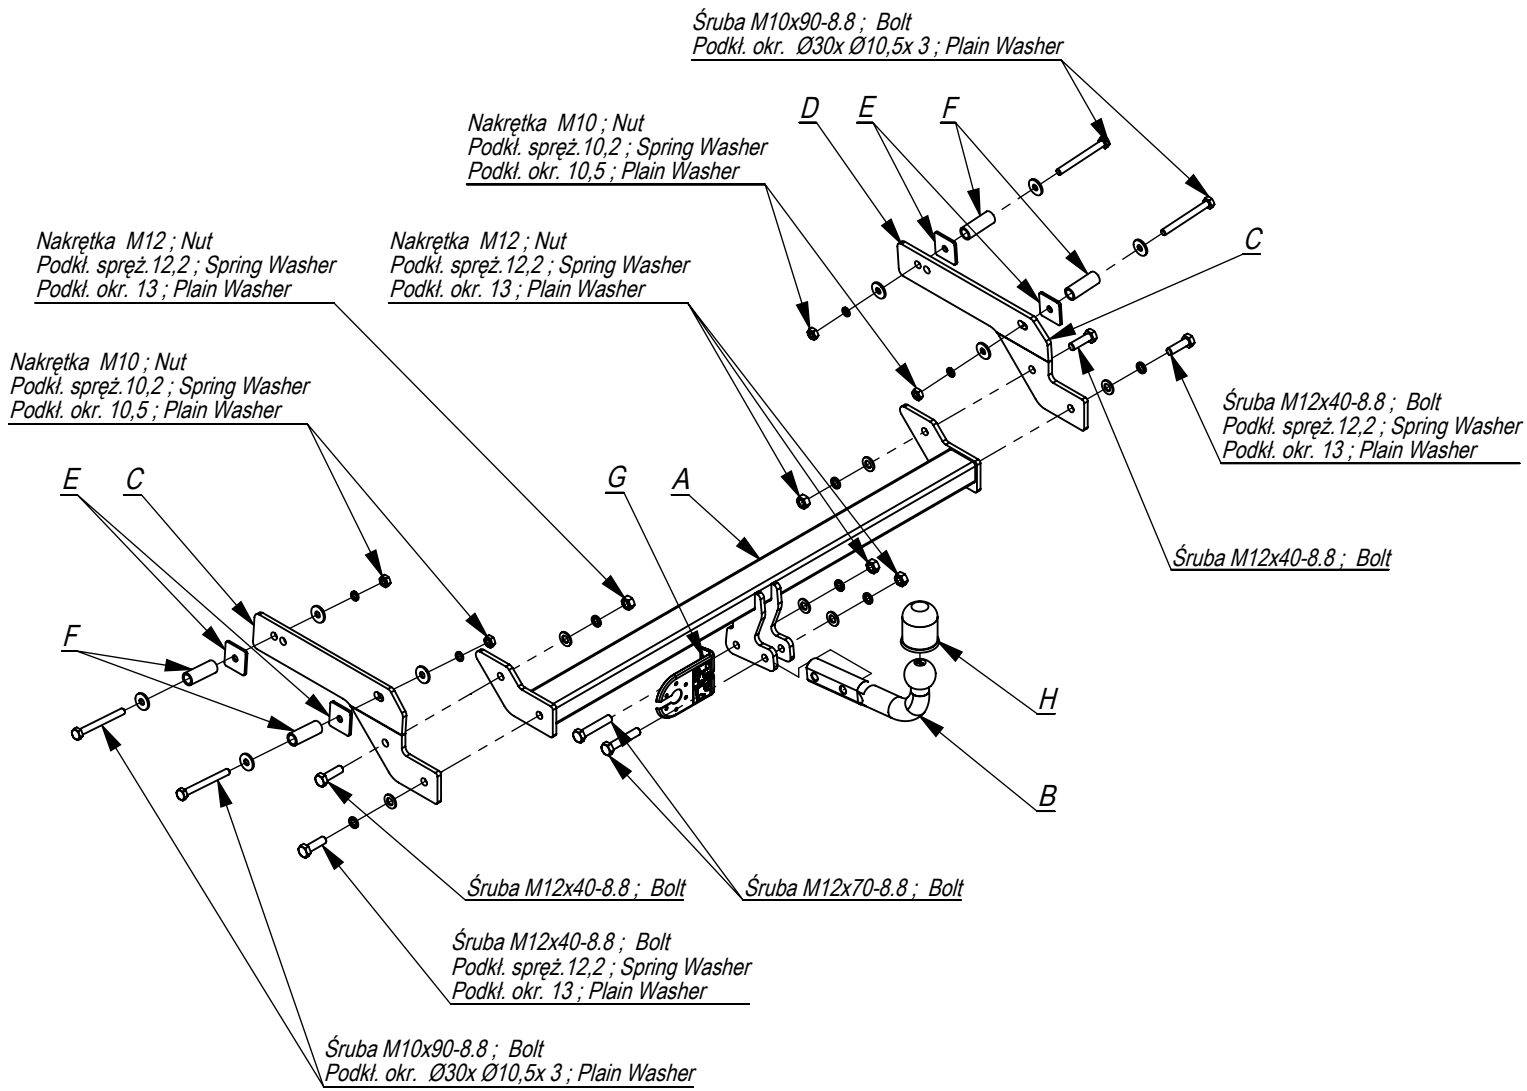 Śruba M10x90-8.8 ; Bolt
Podkł. okr. Ø30x Ø10,5x 3 ; Plain Washer
D
E
F
Nakrętka M10 ; Nut
Podkł. spręż.10,2 ; Spring Washer
Podkł. okr. 10,5 ; Plain Washer
Nakrętka M12 ; Nut
Podkł. spręż.12,2 ; Spring Washer
Podkł. okr. 13 ; Plain Washer
Nakrętka M12 ; Nut
Podkł. spręż.12,2 ; Spring Washer
Podkł. okr. 13 ; Plain Washer
C
Nakrętka M10 ; Nut
Podkł. spręż.10,2 ; Spring Washer
Podkł. okr. 10,5 ; Plain Washer
Śruba M12x40-8.8 ; Bolt
Podkł. spręż.12,2 ; Spring Washer
Podkł. okr. 13 ; Plain Washer
E
C
G
A
Śruba M12x40-8.8 ; Bolt
F
H
B
Śruba M12x40-8.8 ; Bolt
Śruba M12x70-8.8 ; Bolt
Śruba M12x40-8.8 ; Bolt
Podkł. spręż.12,2 ; Spring Washer
Podkł. okr. 13 ; Plain Washer
Śruba M10x90-8.8 ; Bolt
Podkł. okr. Ø30x Ø10,5x 3 ; Plain Washer